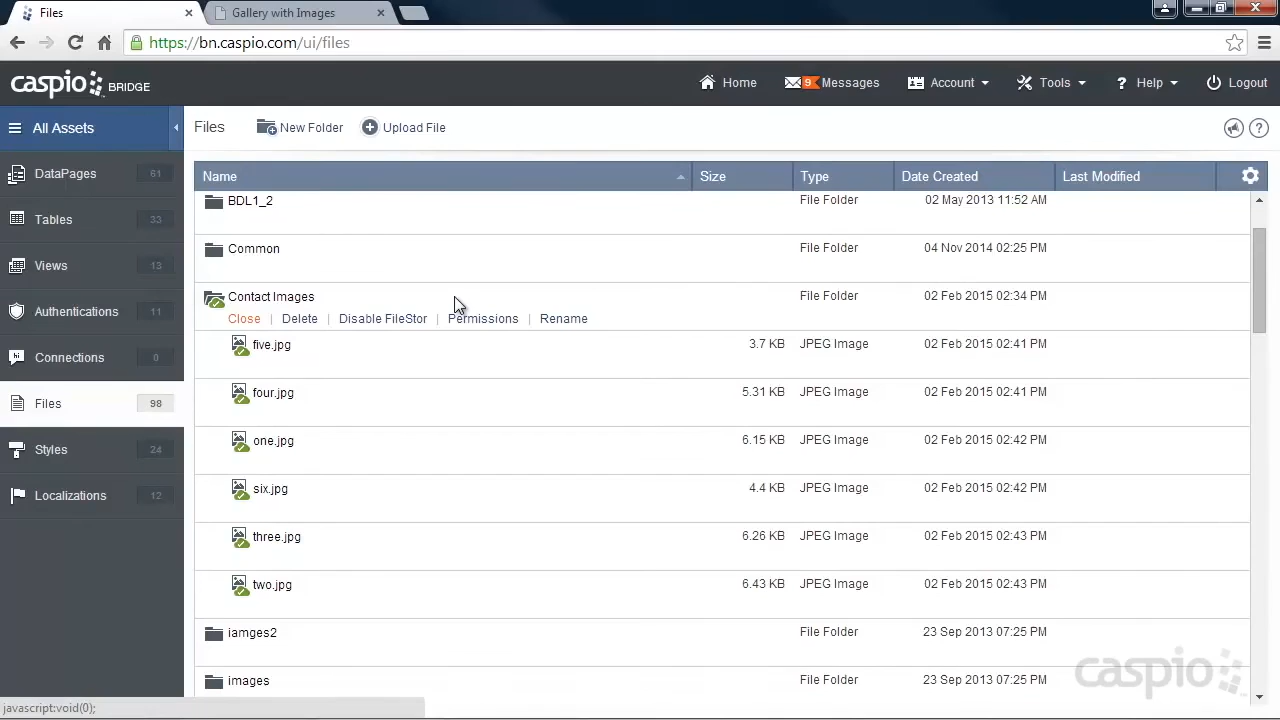 Files
Gallery with Images
https://bn.caspio.com/ui/files
caspio BRIDGE
Home
9 Messages
Account
Tools
? Help
Logout
All Assets
Files
New Folder
Upload File
?
DataPages 61
Tables 33
Views 13
Authentications 11
Connections 0
Files 98
Styles 24
Localizations 12
Name Size Type Date Created Last Modified
BDL1_2 File Folder 02 May 2013 11:52 AM
Common File Folder 04 Nov 2014 02:25 PM
Contact Images File Folder 02 Feb 2015 02:34 PM
Close | Delete | Disable FileStor | Permissions | Rename
five.jpg 3.7 KB JPEG Image 02 Feb 2015 02:41 PM
four.jpg 5.31 KB JPEG Image 02 Feb 2015 02:41 PM
one.jpg 6.15 KB JPEG Image 02 Feb 2015 02:42 PM
six.jpg 4.4 KB JPEG Image 02 Feb 2015 02:42 PM
three.jpg 6.26 KB JPEG Image 02 Feb 2015 02:43 PM
two.jpg 6.43 KB JPEG Image 02 Feb 2015 02:43 PM
iamges2 File Folder 23 Sep 2013 07:25 PM
images File Folder 23 Sep 2013 07:25 PM
caspio
javascript:void(0);